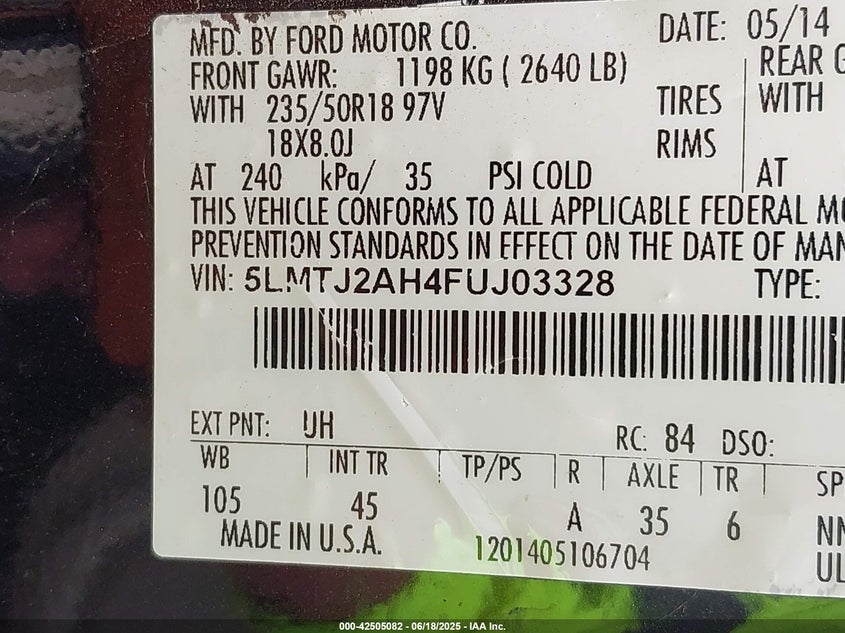 MFD. BY FORD MOTOR CO. DATE: 05/14
FRONT GAWR: 1198 KG ( 2640 LB) REAR G
WITH 235/50R18 97V TIRES WITH
18X8.0J RIMS
AT 240 kPa/ 35 PSI COLD AT
THIS VEHICLE CONFORMS TO ALL APPLICABLE FEDERAL MO
PREVENTION STANDARDS IN EFFECT ON THE DATE OF MAN
VIN: 5LMTJ2AH4FUJ03328 TYPE:
EXT PNT: UH RC: 84 DSO:
WB INT TR TP/PS R AXLE TR SP
105 45 A 35 6 NN
MADE IN U.S.A. 1201405106704 UL
000-42505082 - 06/18/2025 - IAA Inc.